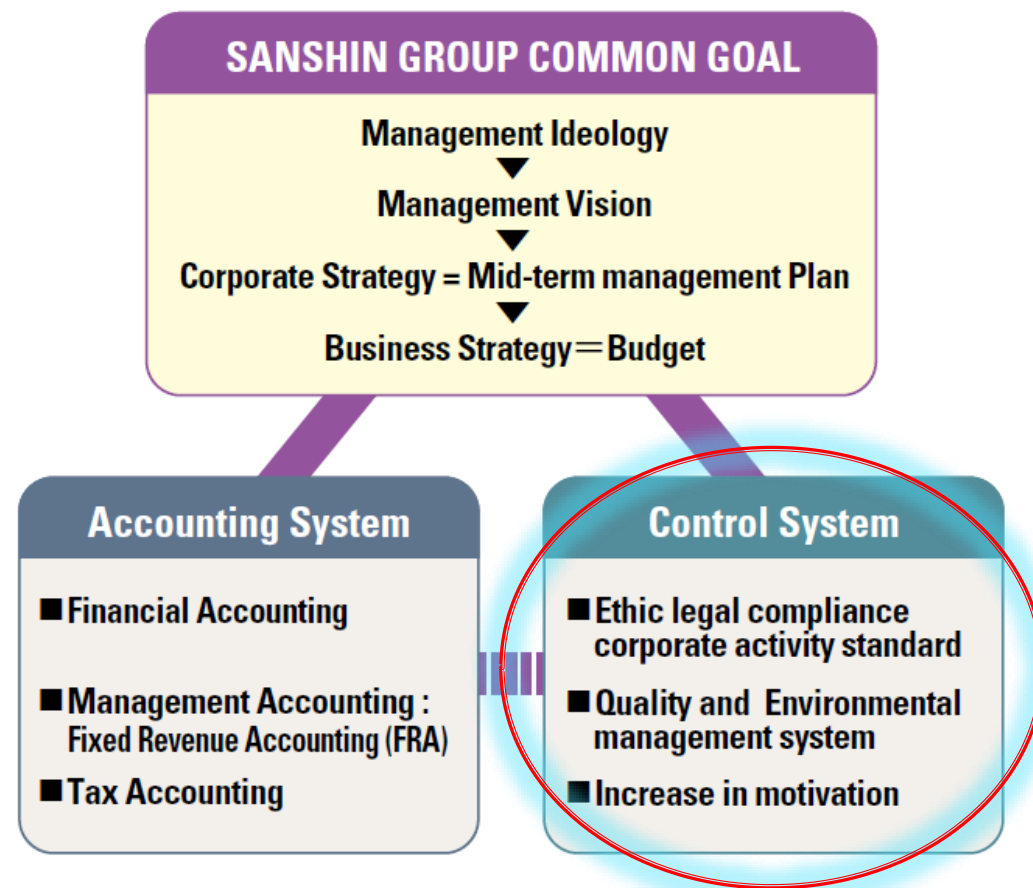 SANSHIN GROUP COMMON GOAL
Management Ideology
▼
Management Vision
▼
Corporate Strategy = Mid-term management Plan
▼
Business Strategy＝Budget
Accounting System
■ Financial Accounting
■ Management Accounting :
Fixed Revenue Accounting (FRA)
■ Tax Accounting
Control System
■ Ethic legal compliance
corporate activity standard
■ Quality and Environmental
management system
■ Increase in motivation